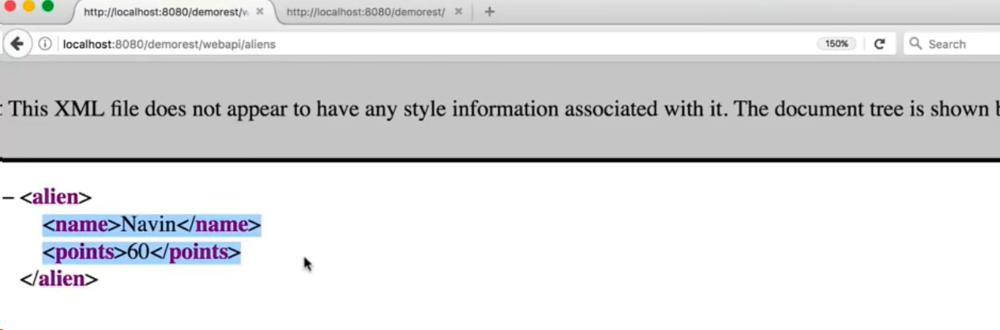 http://localhost:8080/demorest/w
http://localhost:8080/demorest/
localhost:8080/demorest/webapi/aliens
150%
Search
This XML file does not appear to have any style information associated with it. The document tree is shown
– <alien>
<name>Navin</name>
<points>60</points>
</alien>